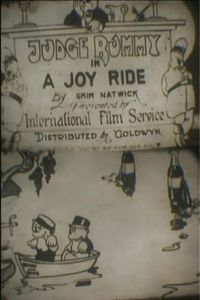 JUDGE RUMMY
IN
A JOY RIDE
By GRIM NATWICK
Presented by
International Film Service
DISTRIBUTED by GOLDWYN.